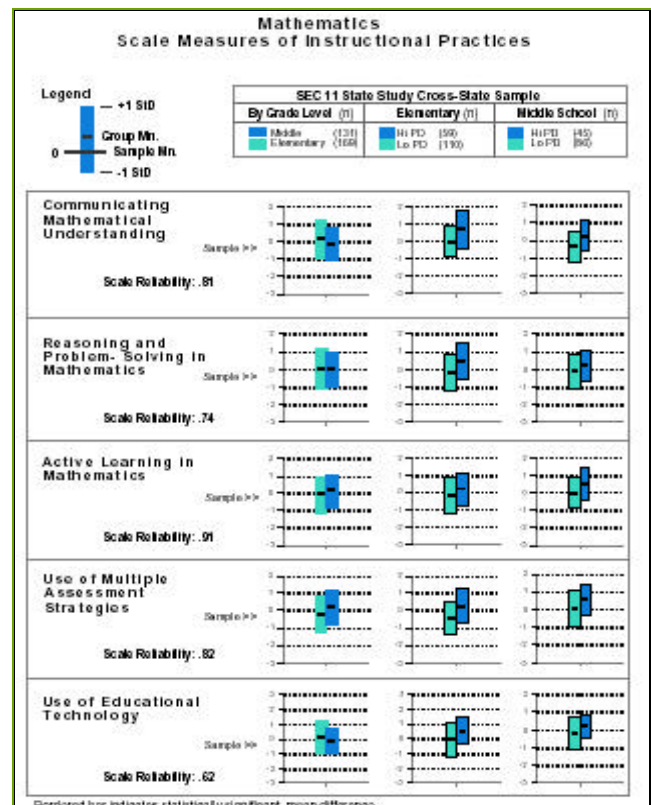 Mathematics
Scale Measures of Instructional Practices
Legend
+1 StD
Group Mn.
0
Sample Mn.
-1 StD
SEC 11 State Study Cross-State Sample
By Grade Level (n)
Elementary (n)
Middle School (n)
Middle (131)
Elementary (169)
Hi PD (59)
Lo PD (110)
Hi PD (45)
Lo PD
Communicating
Mathematical
Understanding
Sample >>
Scale Reliability: .81
Reasoning and
Problem- Solving in
Mathematics
Sample >>
Scale Reliability: .74
Active Learning in
Mathematics
Sample >>
Scale Reliability: .91
Use of Multiple
Assessment
Strategies
Sample >>
Scale Reliability: .82
Use of Educational
Technology
Sample >>
Scale Reliability: .62